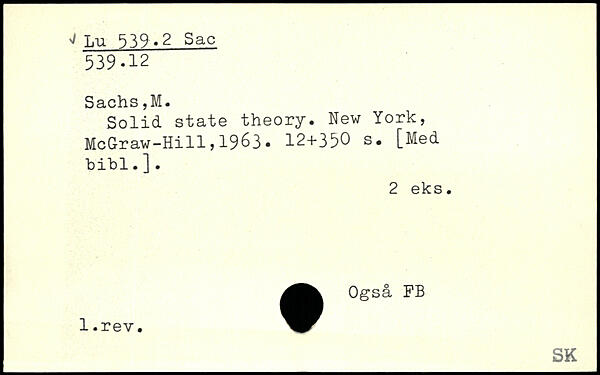 ✓ Lu 539.2 Sac
539.12
Sachs,M.
Solid state theory. New York,
McGraw-Hill,1963. 12+350 s. [Med
bibl.].
2 eks.
Også FB
1.rev.
SK